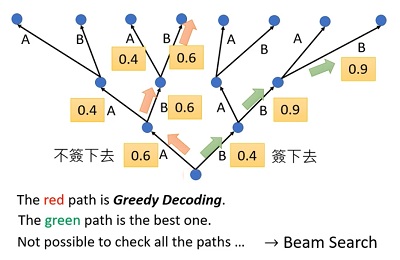 A B A B A B A B
0.4 0.6 0.9
0.4 A B 0.6 A B 0.9
不簽下去 0.6 A B 0.4 簽下去
The red path is Greedy Decoding.
The green path is the best one.
Not possible to check all the paths … → Beam Search